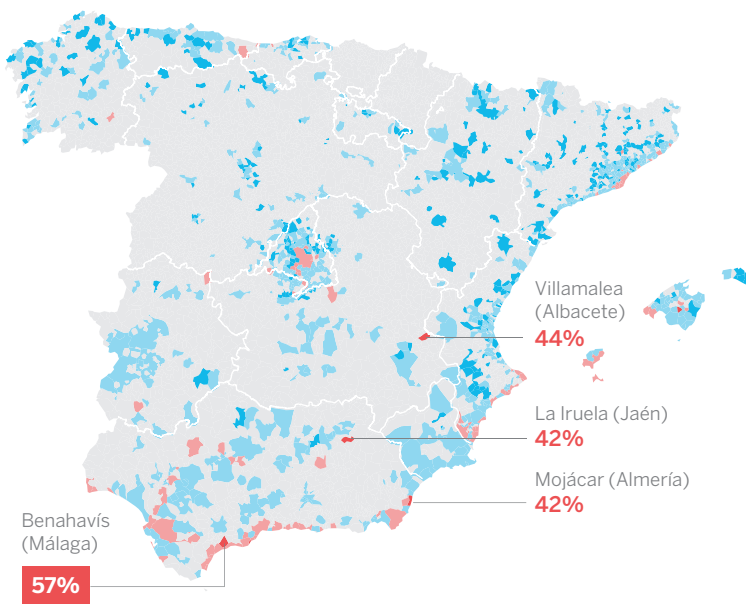 Villamalea
(Albacete)
44%
La Iruela (Jaén)
42%
Mojácar (Almería)
42%
Benahavís
(Málaga)
57%